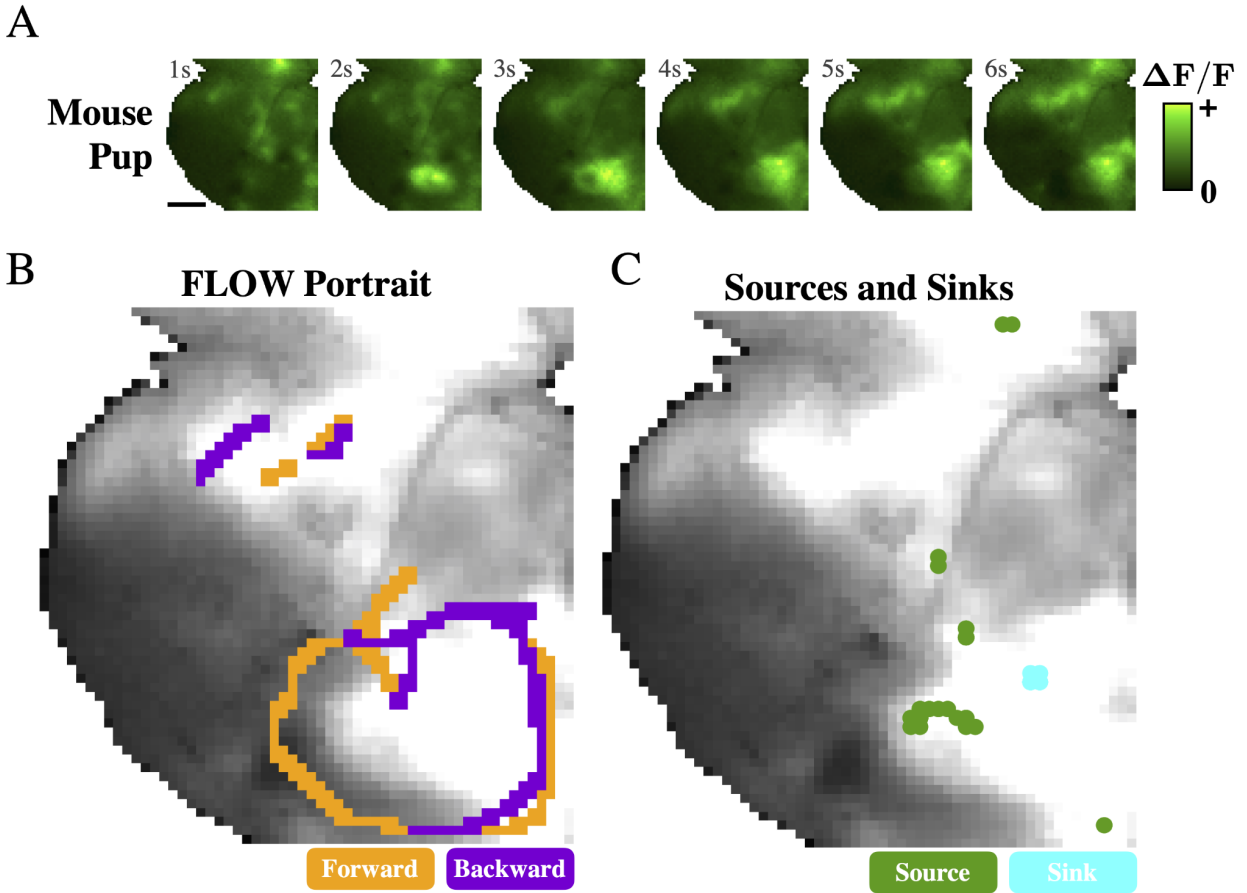 A
1s 2s 3s 4s 5s 6s
ΔF/F
Mouse
Pup
+
0
B
FLOW Portrait
C
Sources and Sinks
Forward Backward
Source Sink